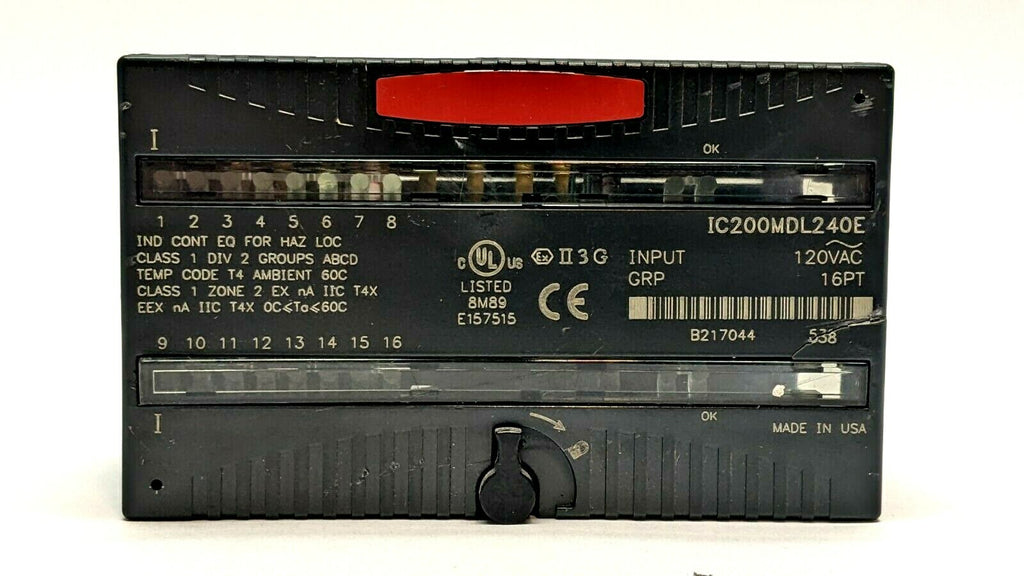 I
OK
1 2 3 4 5 6 7 8
IC200MDL240E
IND CONT EQ FOR HAZ LOC
CLASS 1 DIV 2 GROUPS ABCD
TEMP CODE T4 AMBIENT 60C
CLASS 1 ZONE 2 EX nA IIC T4X
EEX nA IIC T4X 0C≤Ta≤60C
C UL US
LISTED
8M89
E157515
Ex II 3 G
CE
INPUT 120VAC
GRP 16PT
B217044 538
9 10 11 12 13 14 15 16
I
OK
MADE IN USA